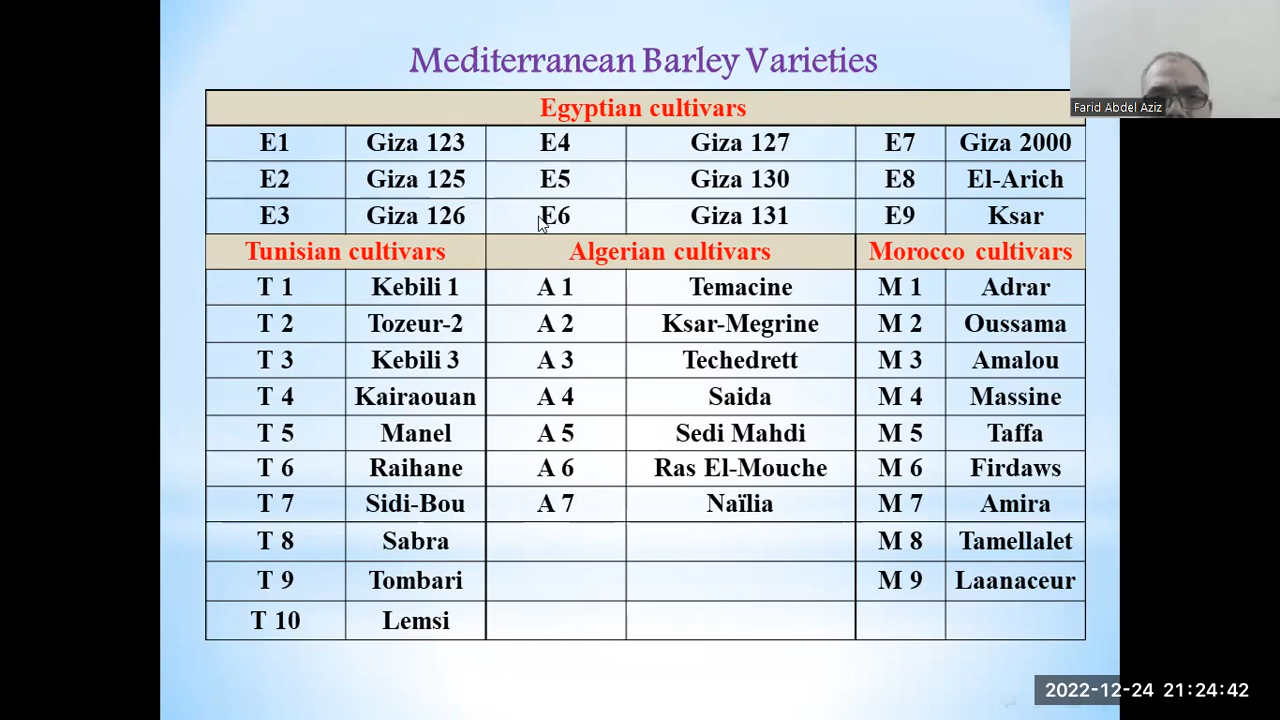 Mediterranean Barley Varieties
Farid Abdel Aziz
Egyptian cultivars
E1 Giza 123 E4 Giza 127 E7 Giza 2000
E2 Giza 125 E5 Giza 130 E8 El-Arich
E3 Giza 126 E6 Giza 131 E9 Ksar
Tunisian cultivars Algerian cultivars Morocco cultivars
T 1 Kebili 1 A 1 Temacine M 1 Adrar
T 2 Tozeur-2 A 2 Ksar-Megrine M 2 Oussama
T 3 Kebili 3 A 3 Techedrett M 3 Amalou
T 4 Kairaouan A 4 Saida M 4 Massine
T 5 Manel A 5 Sedi Mahdi M 5 Taffa
T 6 Raihane A 6 Ras El-Mouche M 6 Firdaws
T 7 Sidi-Bou A 7 Naïlia M 7 Amira
T 8 Sabra M 8 Tamellalet
T 9 Tombari M 9 Laanaceur
T 10 Lemsi
2022-12-24 21:24:42